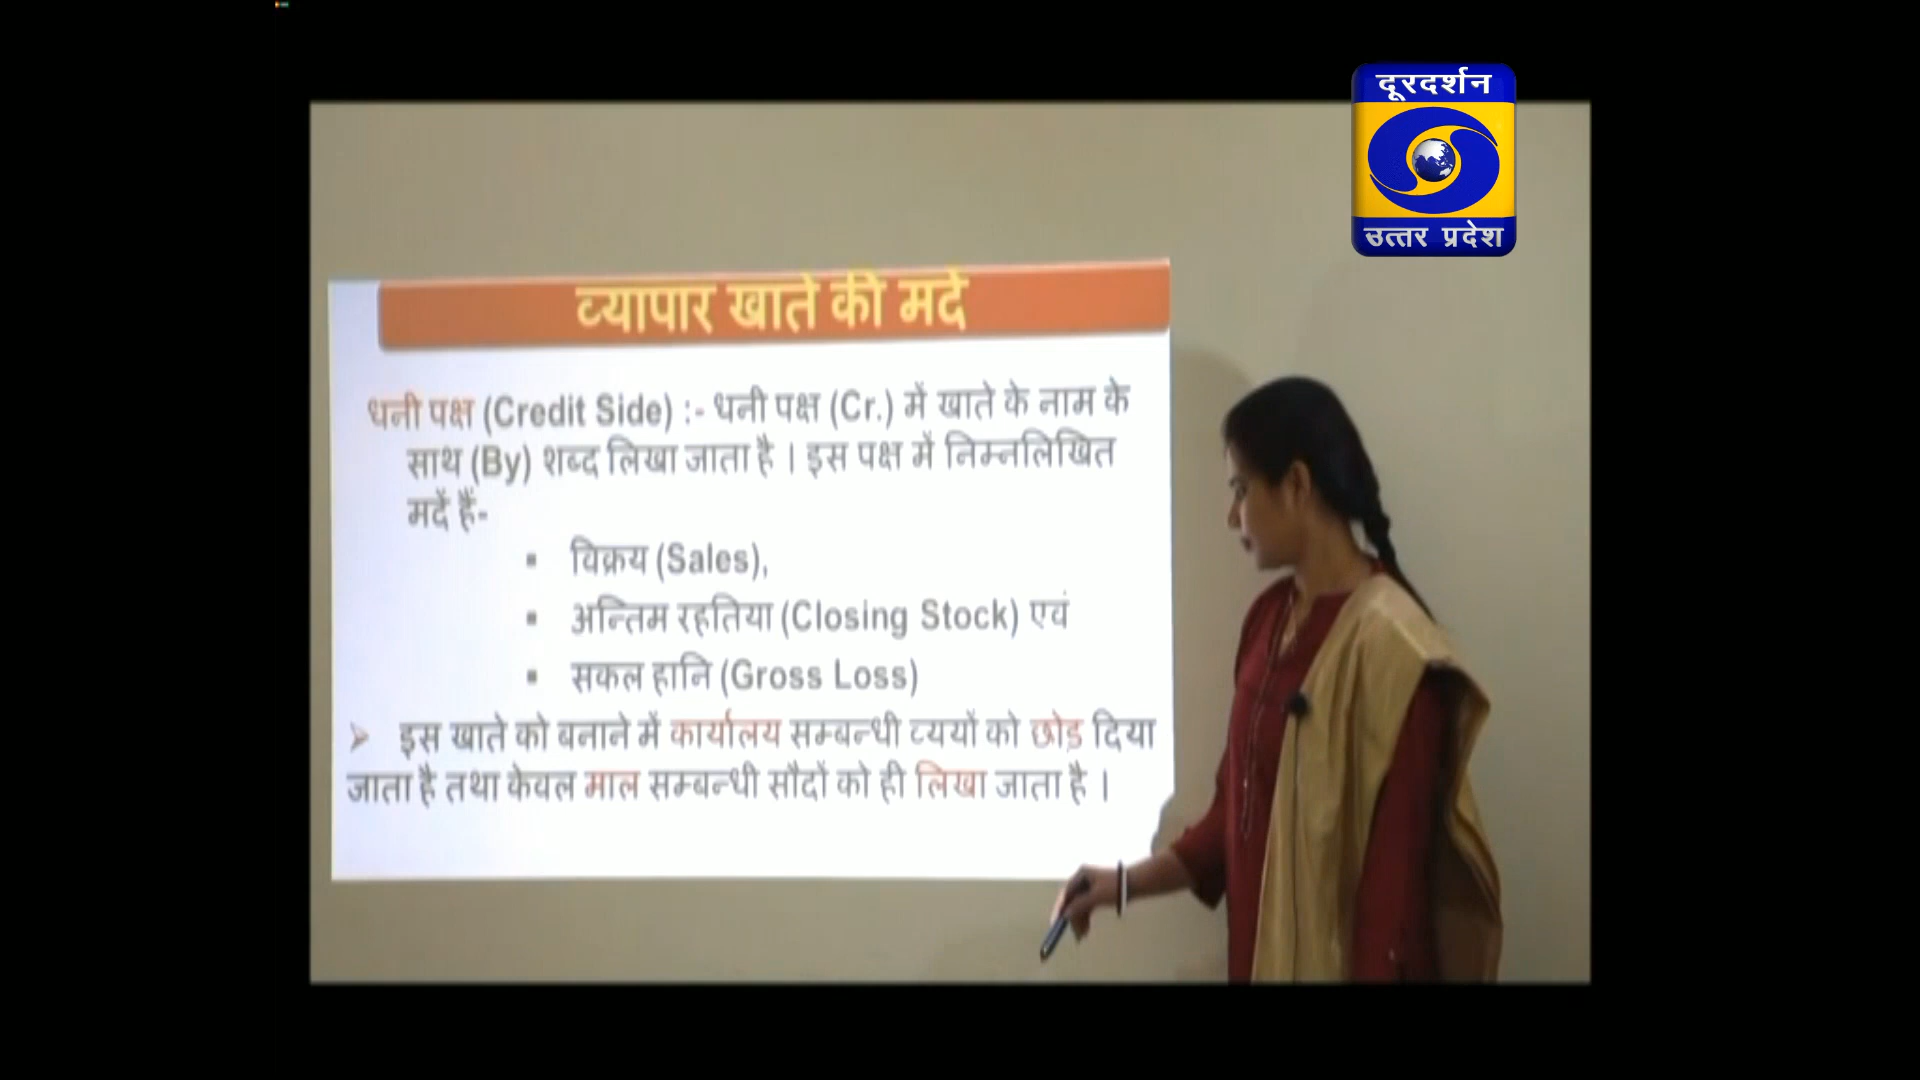 दूरदर्शन
उत्तर प्रदेश
व्यापार खाते की मदें
धनी पक्ष (Credit Side) :- धनी पक्ष (Cr.) में खाते के नाम के
साथ (By) शब्द लिखा जाता है । इस पक्ष में निम्नलिखित
मदें हैं-
▪ विक्रय (Sales),
▪ अन्तिम रहतिया (Closing Stock) एवं
▪ सकल हानि (Gross Loss)
➢ इस खाते को बनाने में कार्यालय सम्बन्धी व्ययों को छोड़ दिया
जाता है तथा केवल माल सम्बन्धी सौदों को ही लिखा जाता है ।